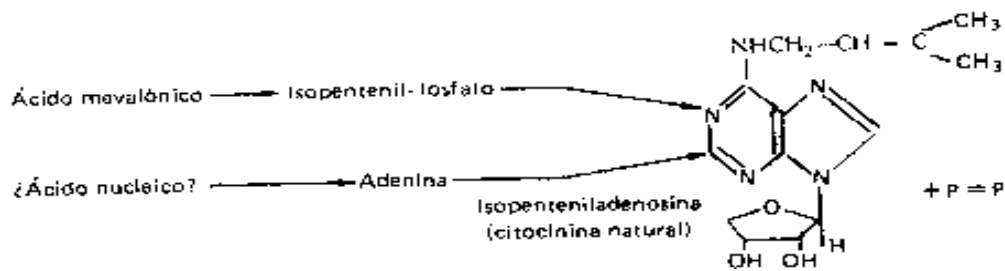 NHCH₂—CH = C
CH₃
CH₃
Ácido mevalónico → Isopentenil-fosfato
N
N
¿Ácido nucleico? → Adenina
N
N
Isopenteniladenosina
(citocinina natural)
+ P = P
O
H
OH
OH